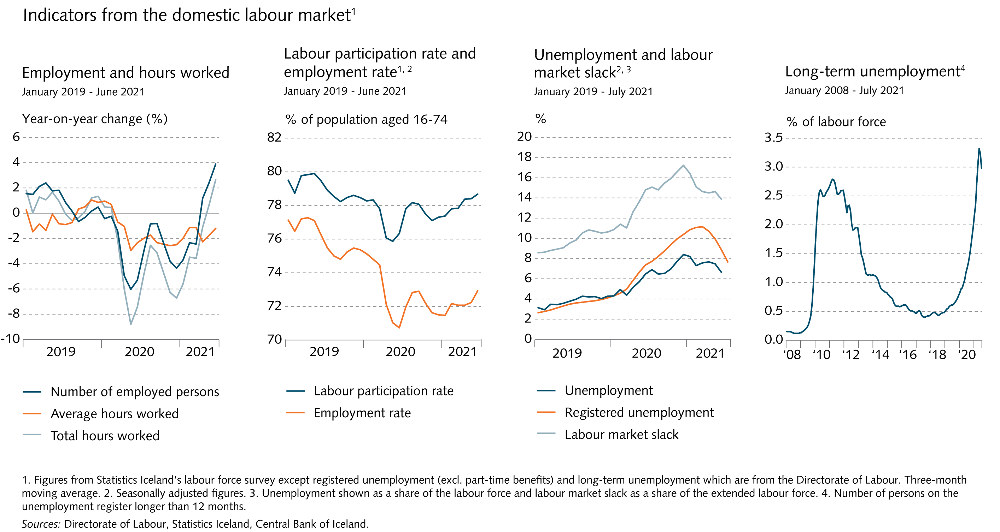 Indicators from the domestic labour market1
Employment and hours worked
January 2019 - June 2021
Year-on-year change (%)
6
4
2
0
-2
-4
-6
-8
-10
2019
2020
2021
Number of employed persons
Average hours worked
Total hours worked
Labour participation rate and
employment rate1, 2
January 2019 - June 2021
% of population aged 16-74
82
80
78
76
74
72
70
2019
2020
2021
Labour participation rate
Employment rate
Unemployment and labour
market slack2, 3
January 2019 - July 2021
%
20
18
16
14
12
10
8
6
4
2
0
2019
2020
2021
Unemployment
Registered unemployment
Labour market slack
Long-term unemployment4
January 2008 - July 2021
% of labour force
3.5
3.0
2.5
2.0
1.5
1.0
0.5
0.0
‘08
‘10
‘12
‘14
‘16
‘18
‘20
1. Figures from Statistics Iceland's labour force survey except registered unemployment (excl. part-time benefits) and long-term unemployment which are from the Directorate of Labour. Three-month
moving average. 2. Seasonally adjusted figures. 3. Unemployment shown as a share of the labour force and labour market slack as a share of the extended labour force. 4. Number of persons on the
unemployment register longer than 12 months.
Sources: Directorate of Labour, Statistics Iceland, Central Bank of Iceland.